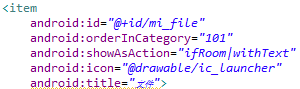 <item
android:id="@+id/mi_file"
android:orderInCategory="101"
android:showAsAction="ifRoom|withText"
android:icon="@drawable/ic_launcher"
android:title="文件">